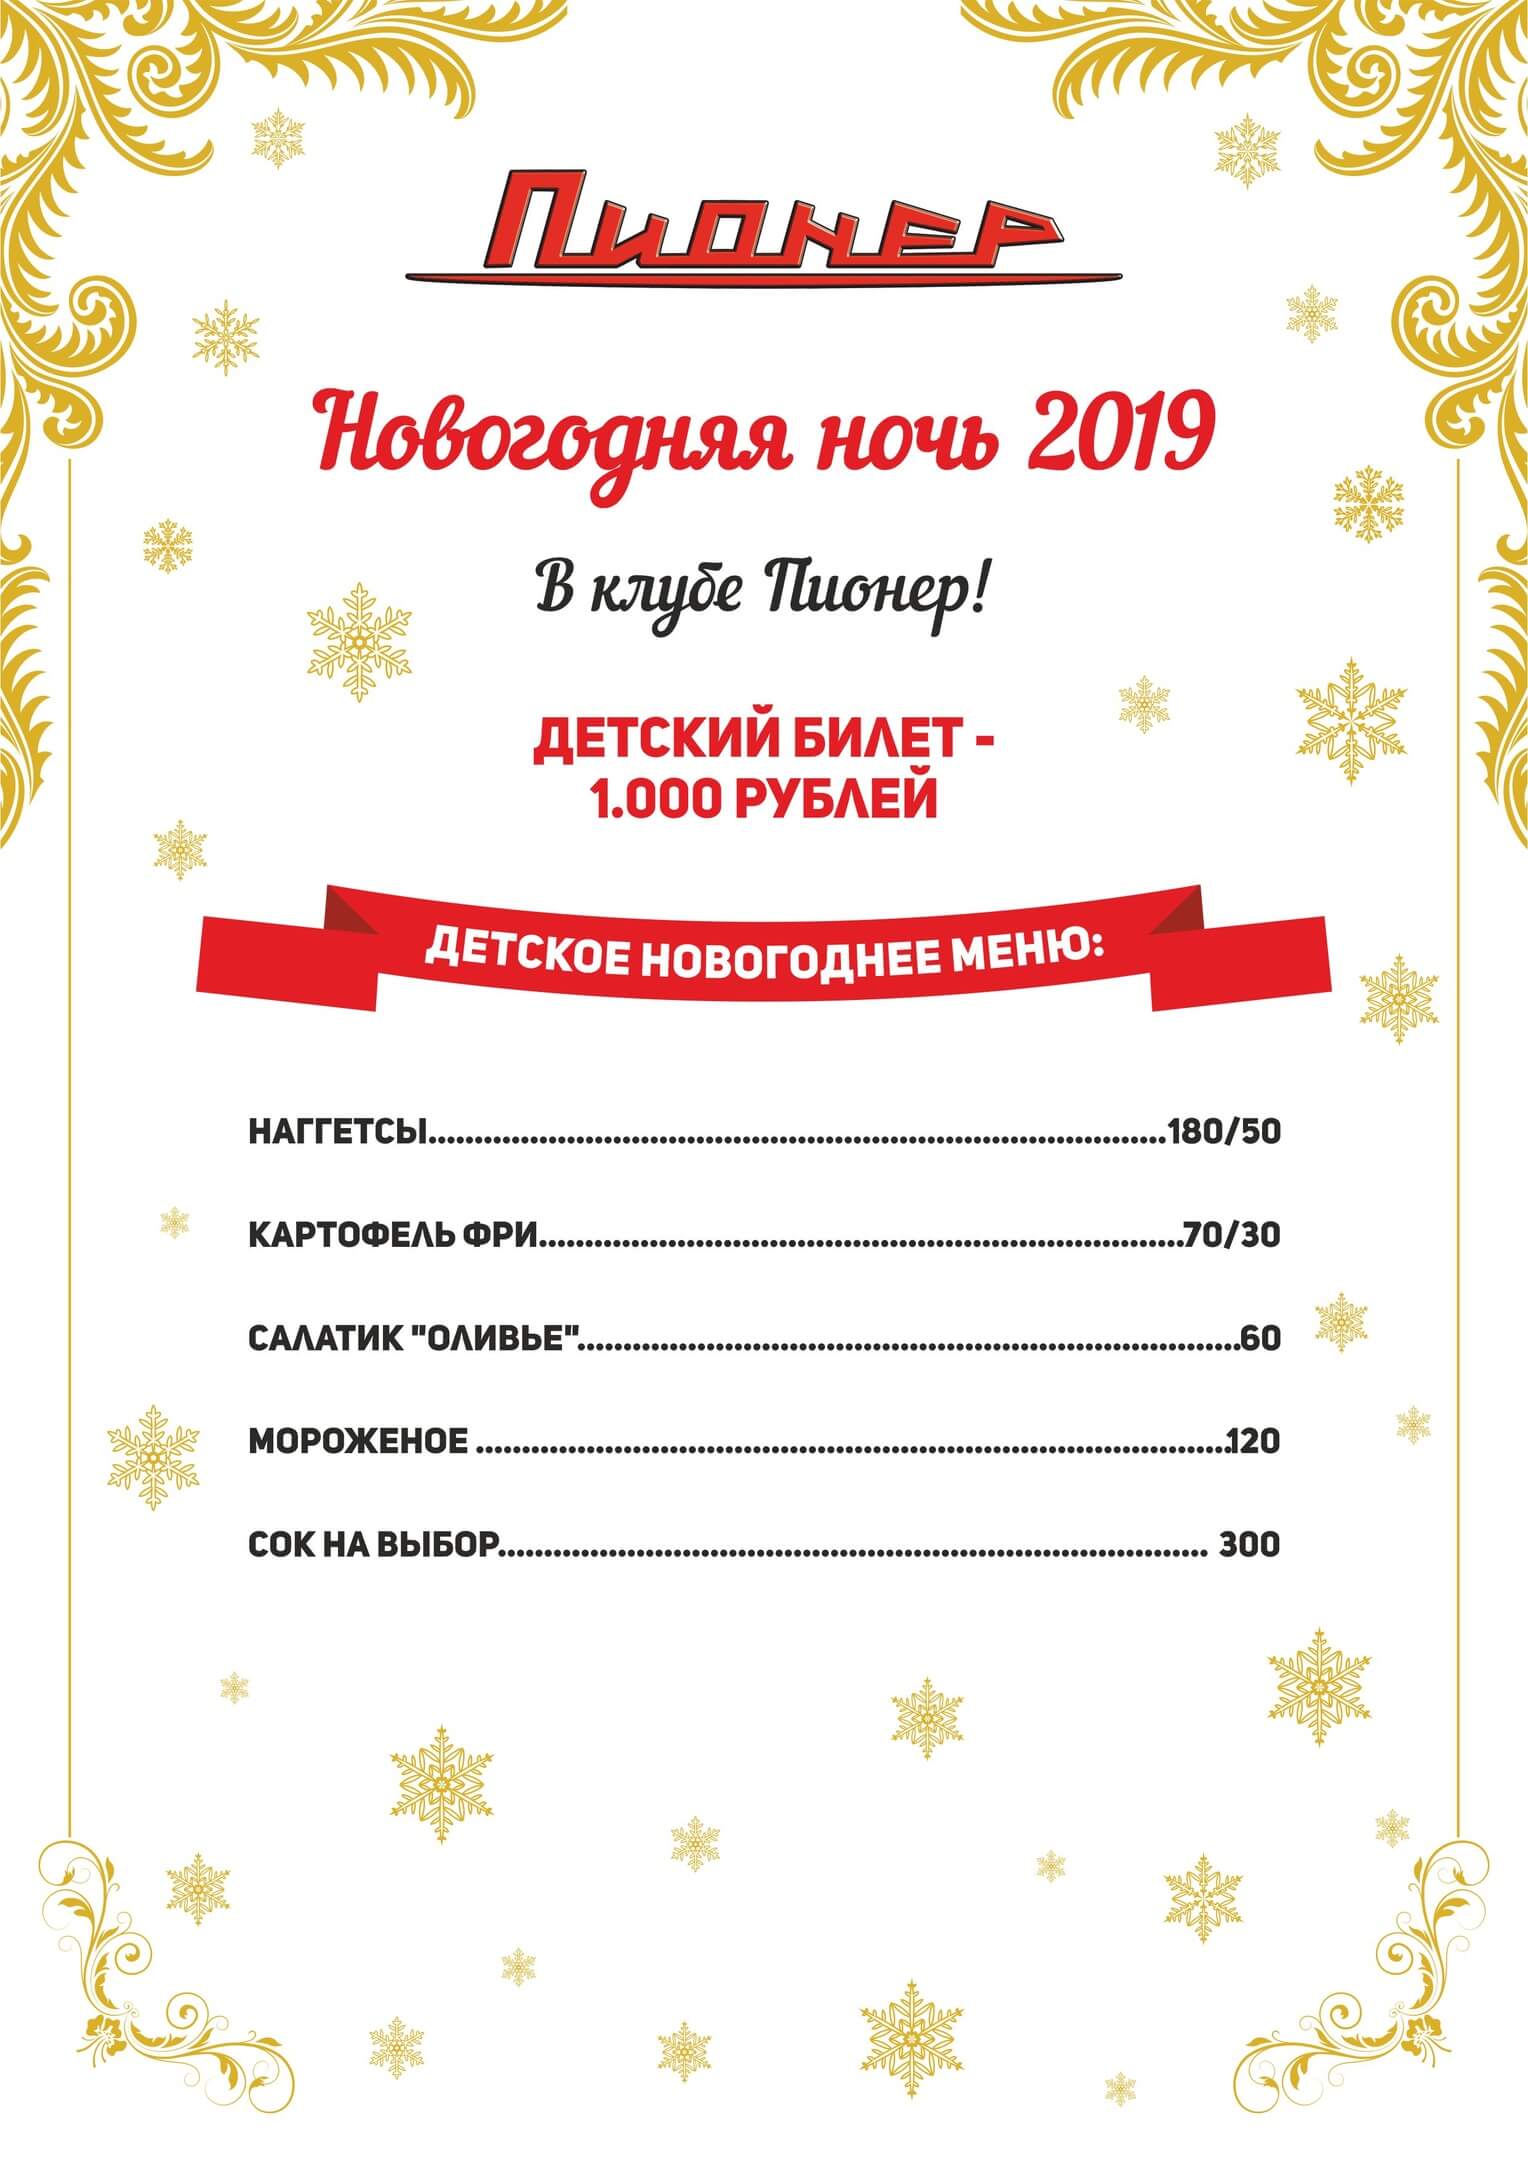 Пионер
Новогодняя ночь 2019
В клубе Пионер!
ДЕТСКИЙ БИЛЕТ -
1.000 РУБЛЕЙ
ДЕТСКОЕ НОВОГОДНЕЕ МЕНЮ:
НАГГЕТСЫ................................................................................180/50
КАРТОФЕЛЬ ФРИ......................................................................70/30
САЛАТИК "ОЛИВЬЕ"........................................................................60
МОРОЖЕНОЕ ..................................................................................120
СОК НА ВЫБОР............................................................................. 300